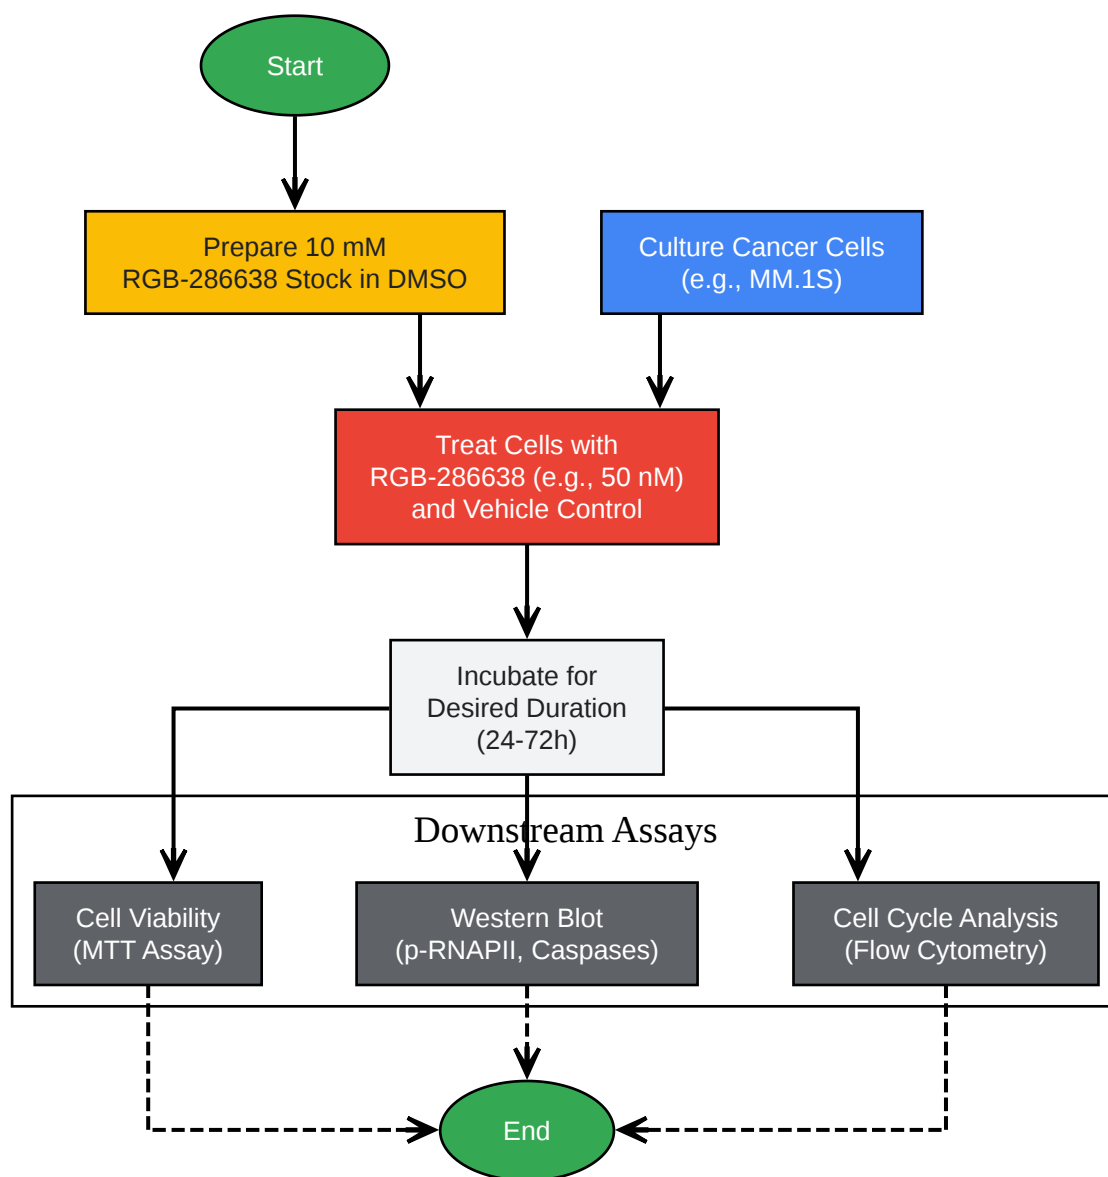 Start
Prepare 10 mM
RGB-286638 Stock in DMSO
Culture Cancer Cells
(e.g., MM.1S)
Treat Cells with
RGB-286638 (e.g., 50 nM)
and Vehicle Control
Incubate for
Desired Duration
(24-72h)
Downstream Assays
Cell Viability
(MTT Assay)
Western Blot
(p-RNAPII, Caspases)
Cell Cycle Analysis
(Flow Cytometry)
End